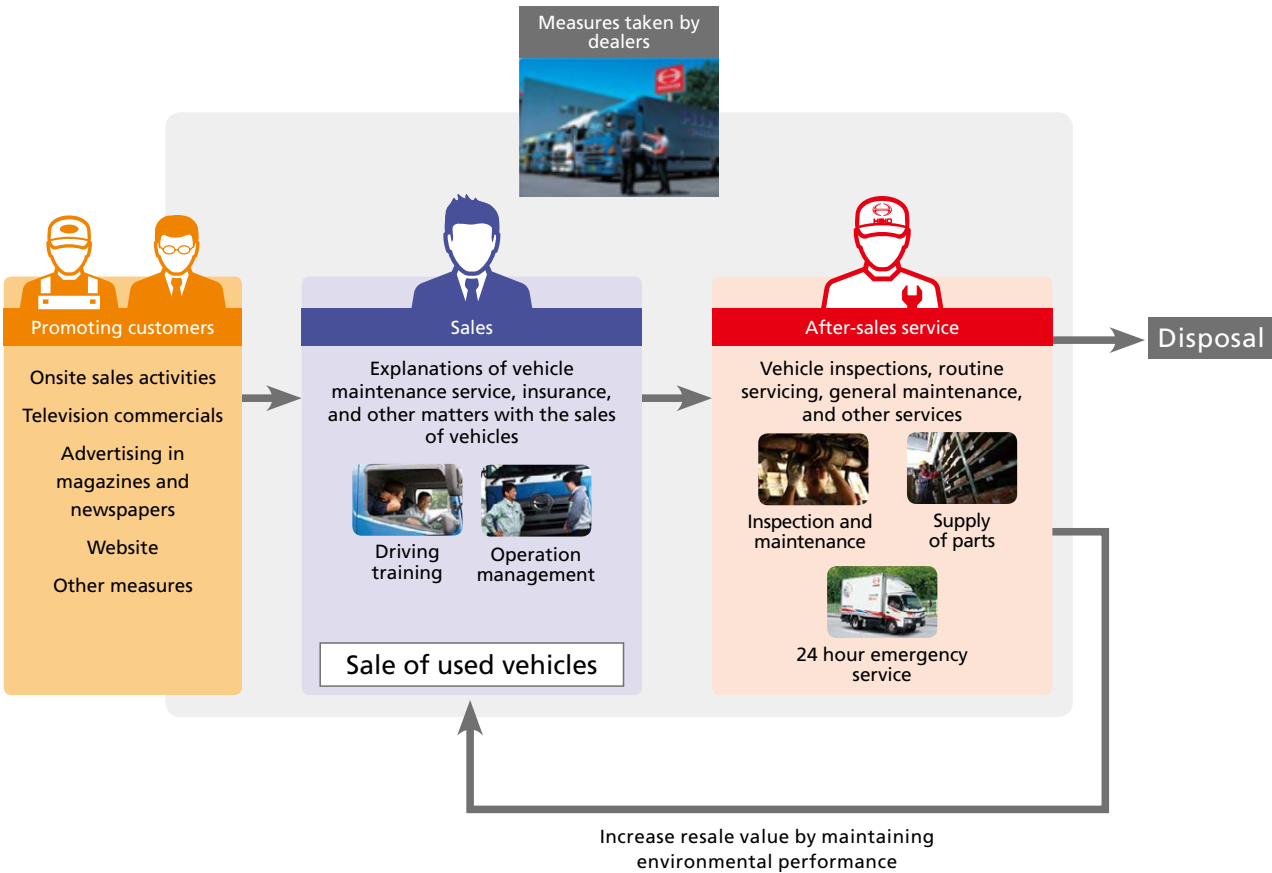 Measures taken by
dealers
HINO
Promoting customers
Onsite sales activities
Television commercials
Advertising in
magazines and
newspapers
Website
Other measures
Sales
Explanations of vehicle
maintenance service, insurance,
and other matters with the sales
of vehicles
Driving
training
Operation
management
Sale of used vehicles
After-sales service
Vehicle inspections, routine
servicing, general maintenance,
and other services
Inspection and
maintenance
Supply
of parts
24 hour emergency
service
Disposal
Increase resale value by maintaining
environmental performance